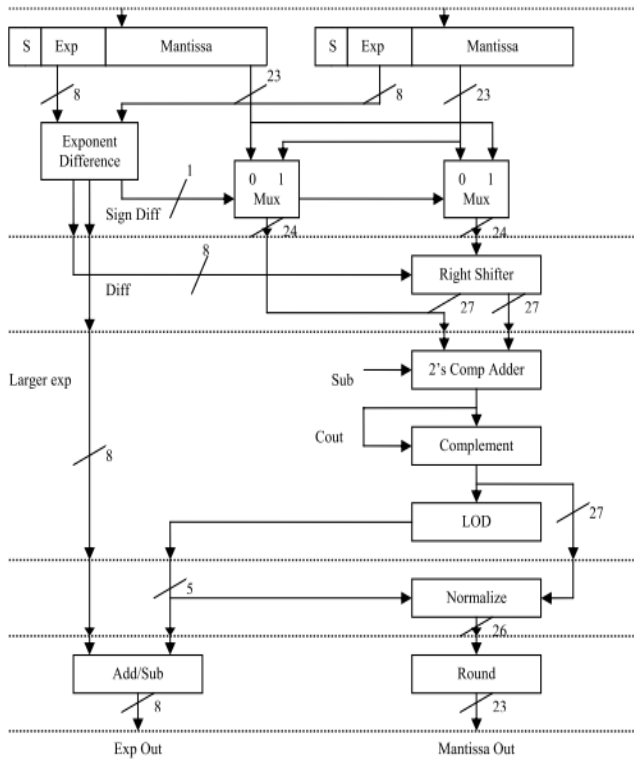 S Exp Mantissa S Exp Mantissa
8 23 8 23
Exponent
Difference
1
0 1
Mux
0 1
Mux
Sign Diff
24 24
8
Right Shifter
Diff
27 27
Larger exp
Sub
2's Comp Adder
Cout
Complement
8
LOD
27
5
Normalize
26
Add/Sub
Round
8 23
Exp Out Mantissa Out